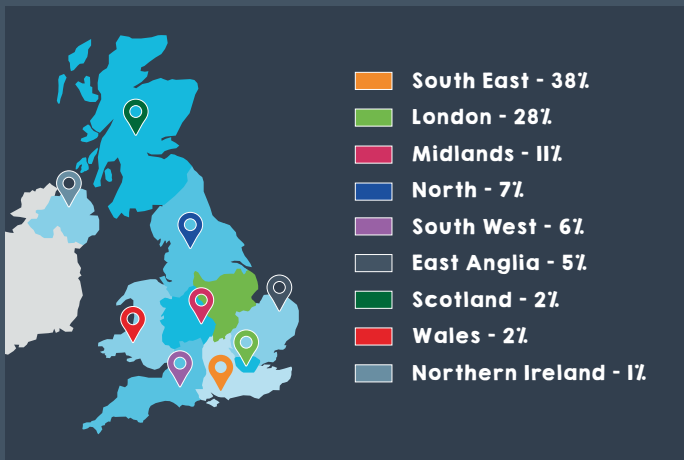 South East - 38%
London - 28%
Midlands - 11%
North - 7%
South West - 6%
East Anglia - 5%
Scotland - 2%
Wales - 2%
Northern Ireland - 1%